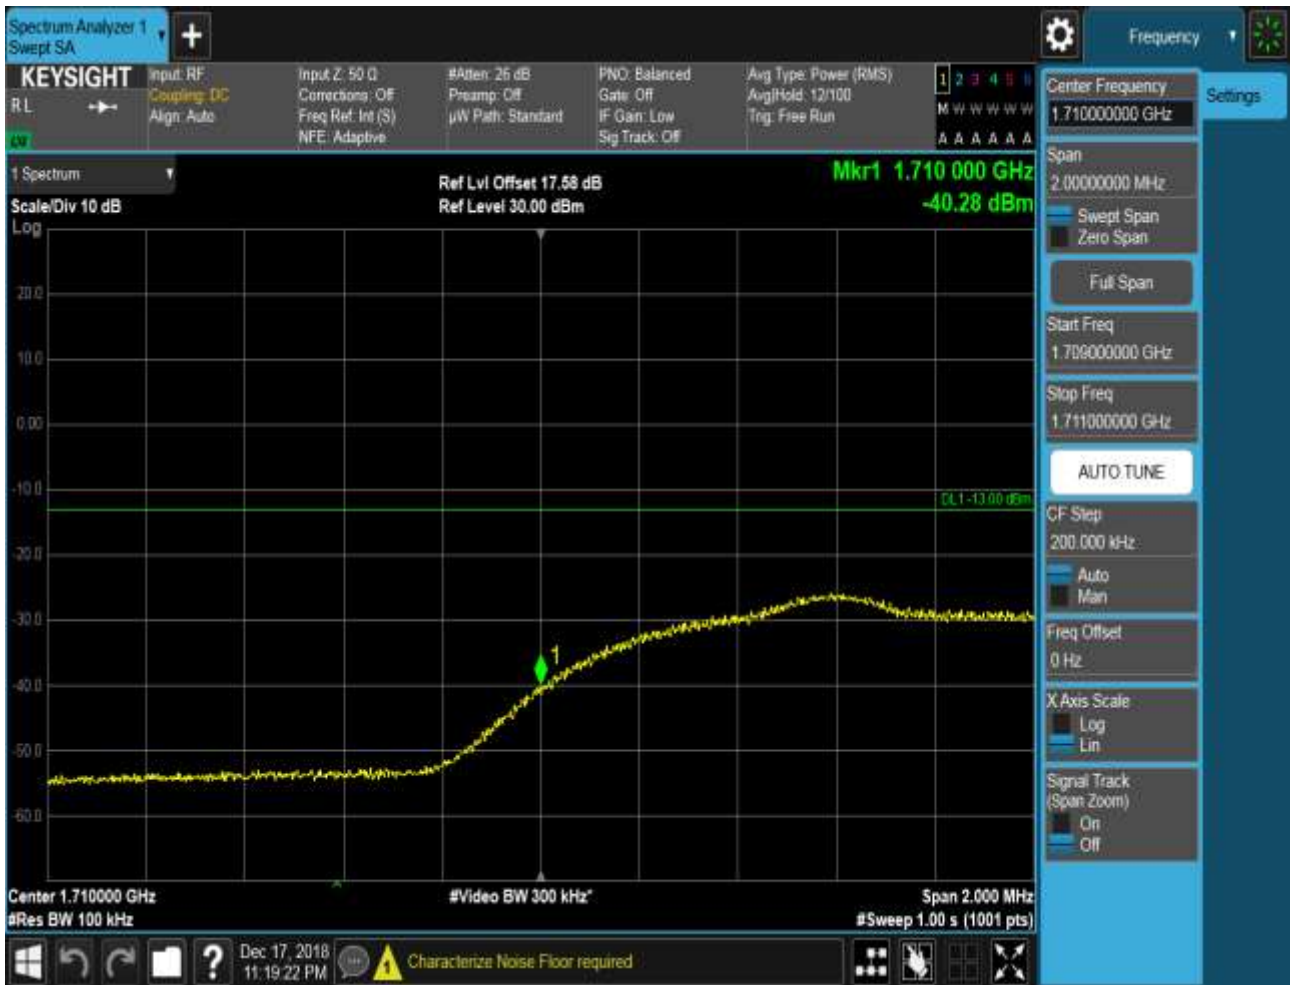 Spectrum Analyzer 1
Swept SA
Frequency
KEYSIGHT
R L
Input: RF
Coupling: DC
Align: Auto
Input Z: 50 Ω
Corrections: Off
Freq Ref: Int (S)
NFE: Adaptive
#Atten: 26 dB
Preamp: Off
µW Path: Standard
PNO: Balanced
Gate: Off
IF Gain: Low
Sig Track: Off
Avg Type: Power (RMS)
Avg|Hold: 12/100
Trig: Free Run
1 2 3 4 5 6
M W W W W W
A A A A A A
1 Spectrum
Scale/Div 10 dB
Log
Ref Lvl Offset 17.58 dB
Ref Level 30.00 dBm
Mkr1 1.710 000 GHz
-40.28 dBm
20.0
10.0
0.00
-10.0
DL1 -13.00 dBm
-20.0
-30.0
1
-40.0
-50.0
-60.0
Center 1.710000 GHz
#Video BW 300 kHz*
Span 2.000 MHz
#Res BW 100 kHz
#Sweep 1.00 s (1001 pts)
Center Frequency
1.710000000 GHz
Settings
Span
2.00000000 MHz
Swept Span
Zero Span
Full Span
Start Freq
1.709000000 GHz
Stop Freq
1.711000000 GHz
AUTO TUNE
CF Step
200.000 kHz
Auto
Man
Freq Offset
0 Hz
X Axis Scale
Log
Lin
Signal Track
(Span Zoom)
On
Off
?
Dec 17, 2018
11:19:22 PM
1
Characterize Noise Floor required